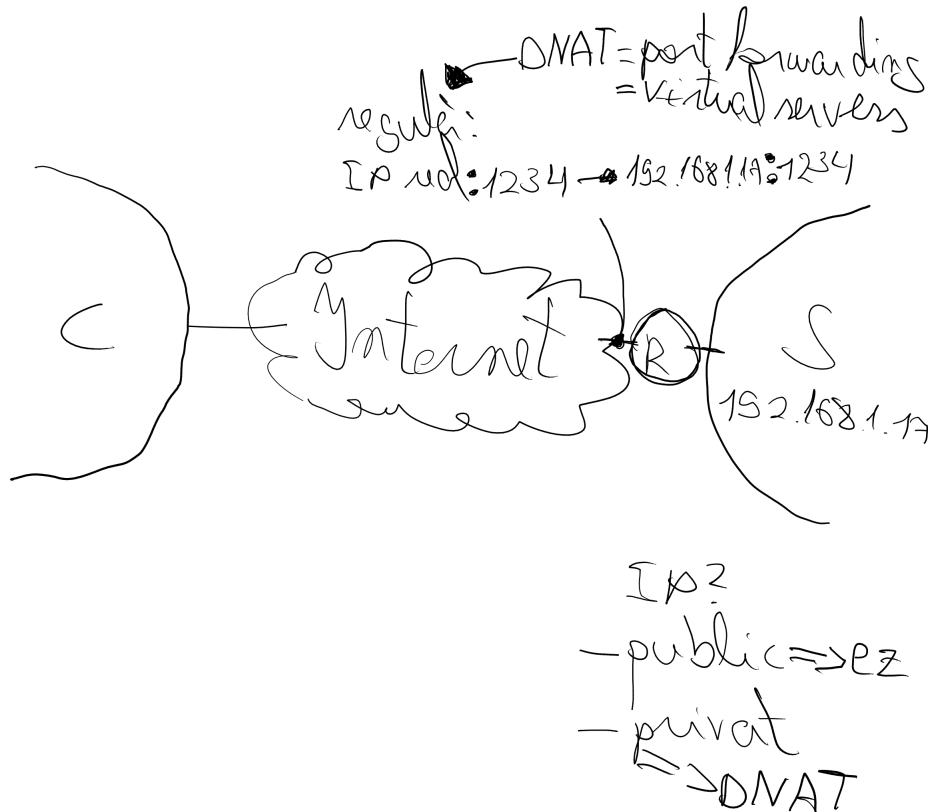 DNAT = port forwarding
= virtual servers
reguli:
IP :1234 → 192.168.1.17:1234
C
Internet
R
S
192.168.1.17
IP?
- public => ez
- privat
=> DNAT